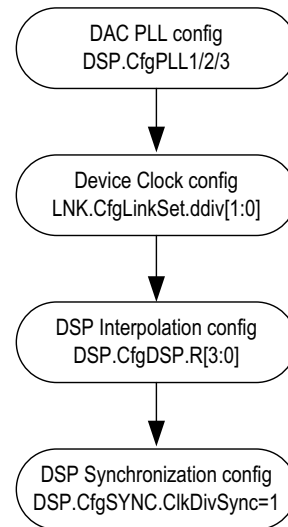 DAC PLL config
DSP.CfgPLL1/2/3
Device Clock config
LNK.CfgLinkSet.ddiv[1:0]
DSP Interpolation config
DSP.CfgDSP.R[3:0]
DSP Synchronization config
DSP.CfgSYNC.ClkDivSync=1